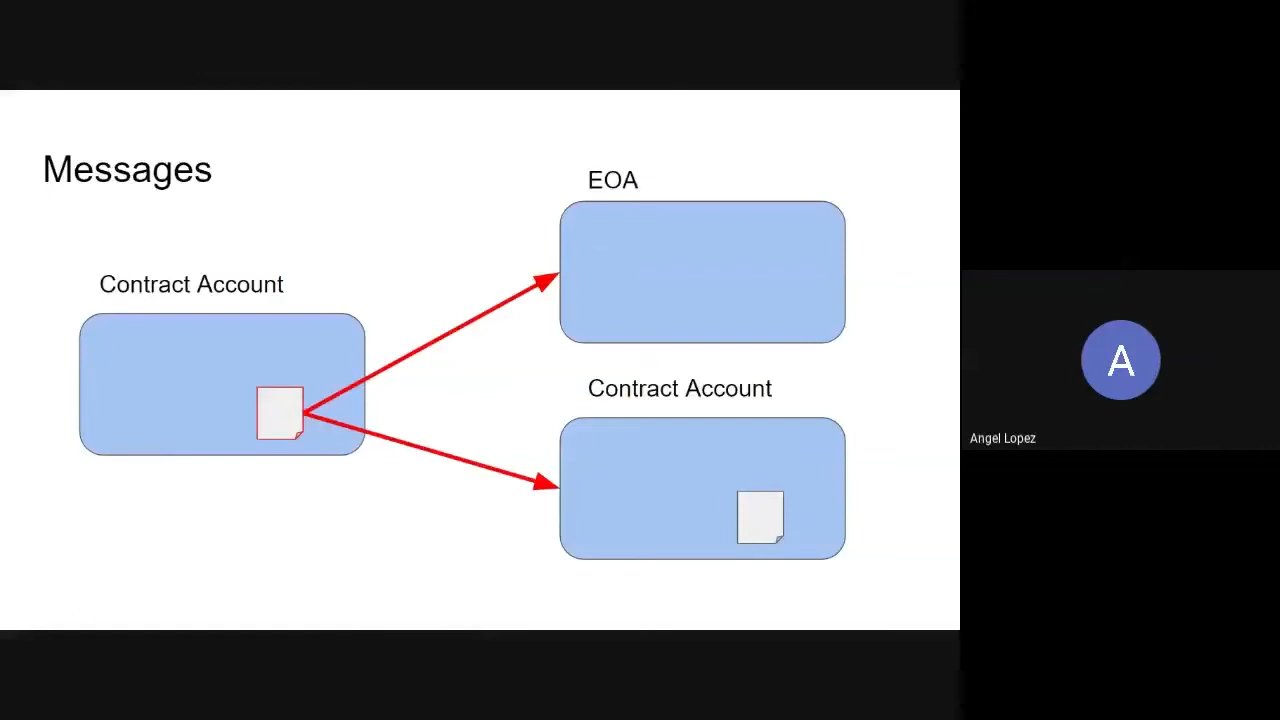 Messages
EOA
Contract Account
Contract Account
A
Angel Lopez